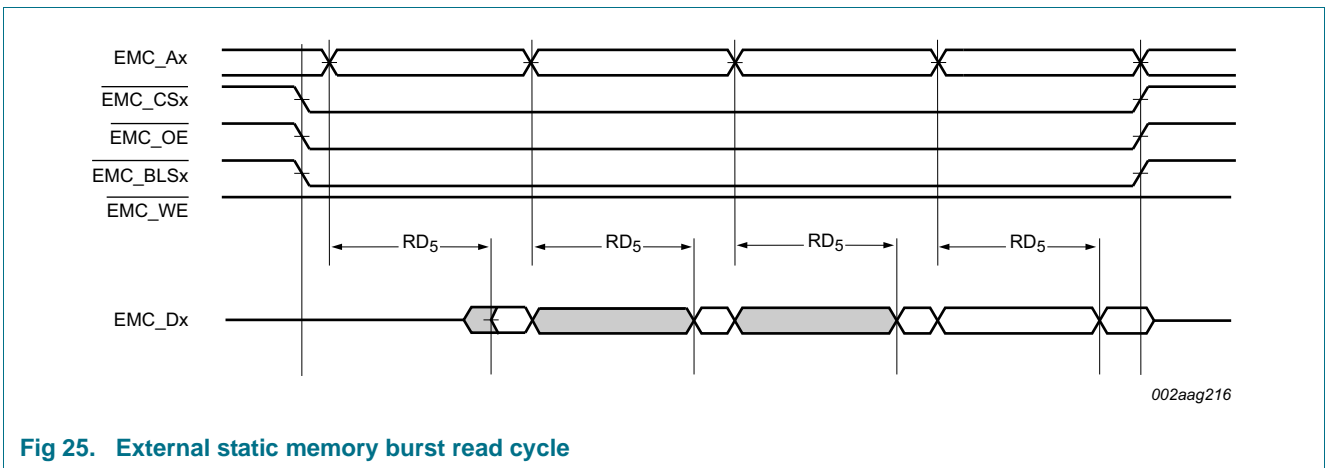 EMC_Ax
EMC_CSx
EMC_OE
EMC_BLSx
EMC_WE
RD5 RD5 RD5 RD5
EMC_Dx
002aag216
Fig 25. External static memory burst read cycle